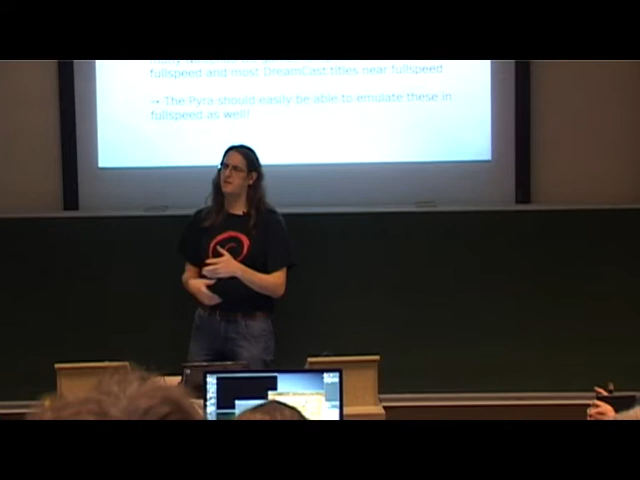 fullspeed and most DreamCast titles near fullspeed
→ The Pyra should easily be able to emulate these in
fullspeed as well!